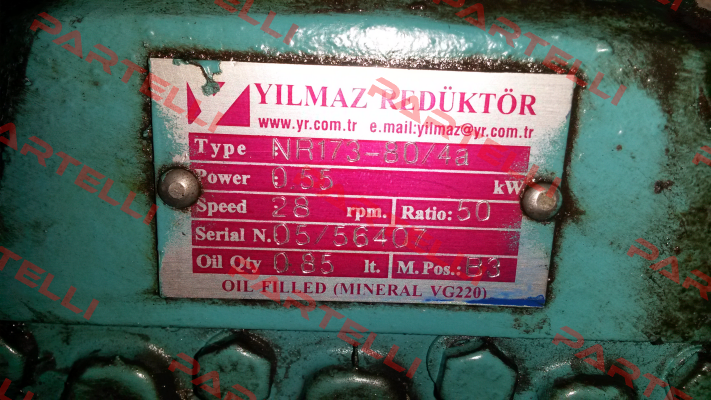 YILMAZ REDÜKTÖR
www.yr.com.tr e.mail:yilmaz@yr.com.tr
Type NR173-80/4a
Power 0.55 kW
Speed 28 rpm. Ratio: 50
Serial N. 05/56407
Oil Qty 0.85 lt. M.Pos.: B3
OIL FILLED (MINERAL VG220)
PARTELLI